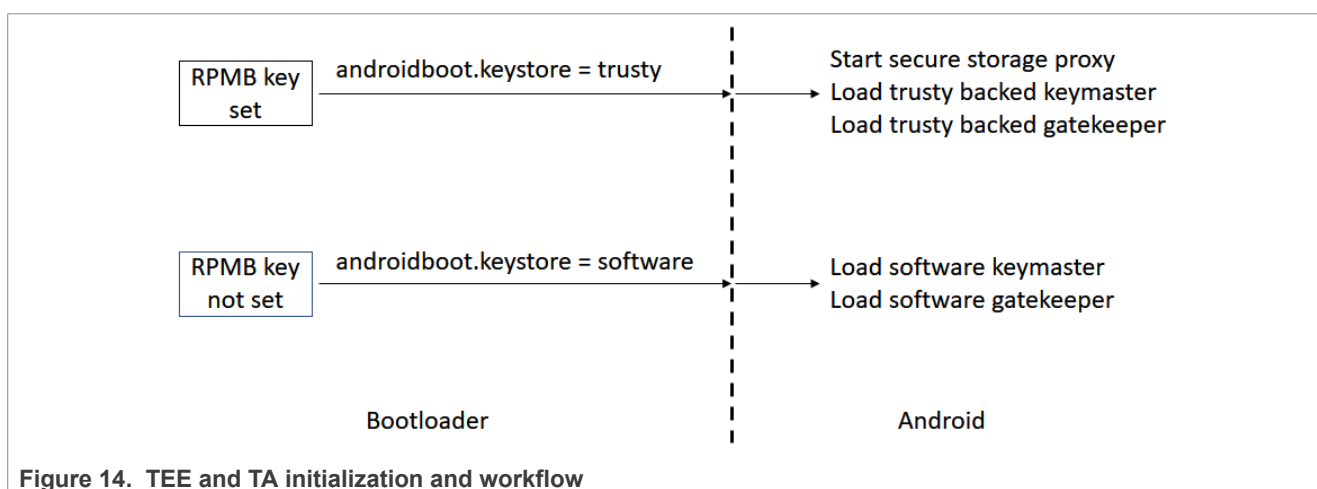 RPMB key
set
androidboot.keystore = trusty
Start secure storage proxy
Load trusty backed keymaster
Load trusty backed gatekeeper
RPMB key
not set
androidboot.keystore = software
Load software keymaster
Load software gatekeeper
Bootloader
Android
Figure 14. TEE and TA initialization and workflow